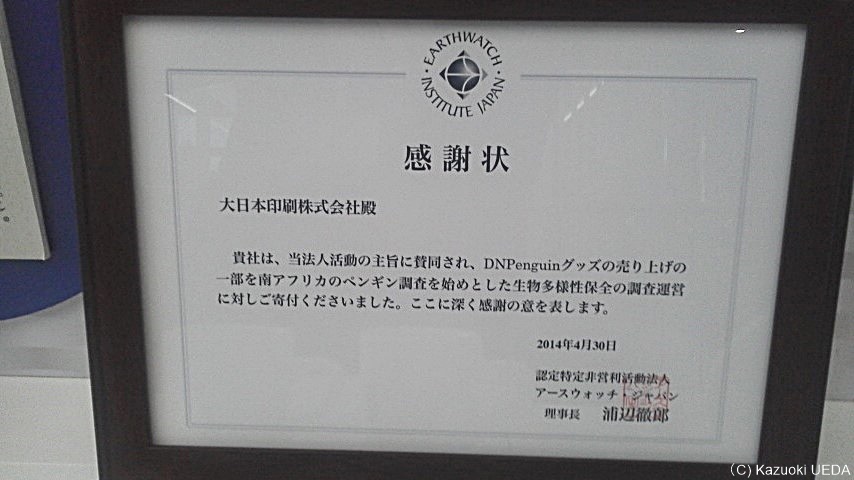 EARTHWATCH
INSTITUTE JAPAN
感謝状
大日本印刷株式会社殿
貴社は、当法人活動の主旨に賛同され、DNPenguinグッズの売り上げの
一部を南アフリカのペンギン調査を始めとした生物多様性保全の調査運営
に対しご寄付くださいました。ここに深く感謝の意を表します。
2014年4月30日
認定特定非営利活動法人
アースウォッチ・ジャパン
理事長 浦辺徹郎
(C) Kazuoki UEDA